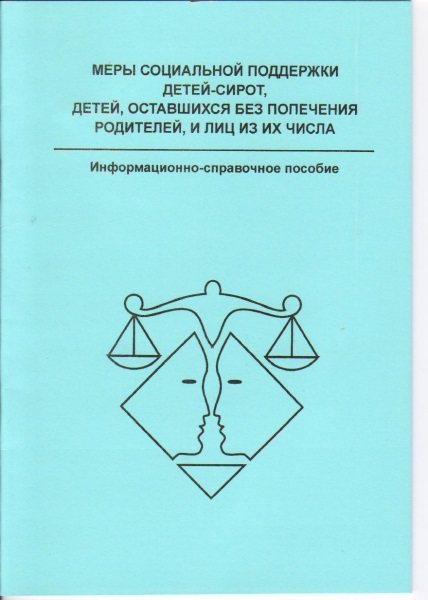 МЕРЫ СОЦИАЛЬНОЙ ПОДДЕРЖКИ
ДЕТЕЙ-СИРОТ,
ДЕТЕЙ, ОСТАВШИХСЯ БЕЗ ПОПЕЧЕНИЯ
РОДИТЕЛЕЙ, И ЛИЦ ИЗ ИХ ЧИСЛА
Информационно-справочное пособие